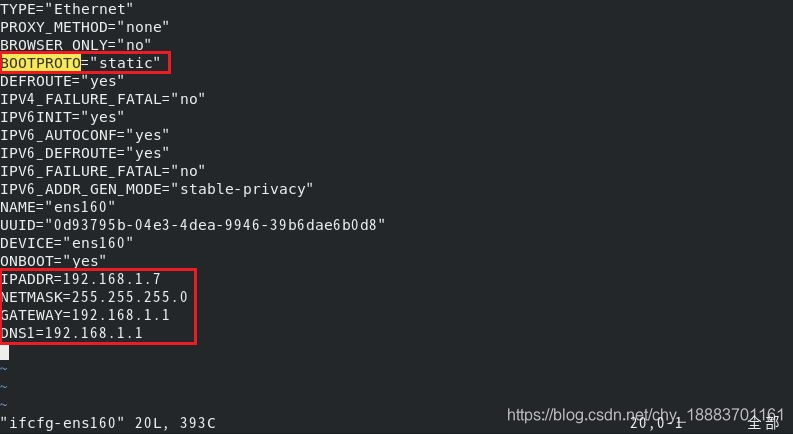 TYPE="Ethernet"
PROXY_METHOD="none"
BROWSER_ONLY="no"
BOOTPROTO="static"
DEFROUTE="yes"
IPV4_FAILURE_FATAL="no"
IPV6INIT="yes"
IPV6_AUTOCONF="yes"
IPV6_DEFROUTE="yes"
IPV6_FAILURE_FATAL="no"
IPV6_ADDR_GEN_MODE="stable-privacy"
NAME="ens160"
UUID="0d93795b-04e3-4dea-9946-39b6dae6b0d8"
DEVICE="ens160"
ONBOOT="yes"
IPADDR=192.168.1.7
NETMASK=255.255.255.0
GATEWAY=192.168.1.1
DNS1=192.168.1.1
~
~
~
"ifcfg-ens160" 20L, 393C 20,0-1 全部
https://blog.csdn.net/chy_18883701161